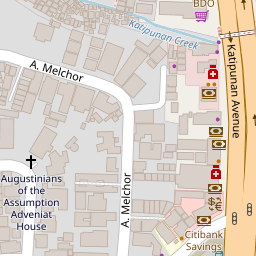 BDO
Katipunan Creek
A. Melchor
Katipunan Avenue
Augustinians
of the
Assumption
Adveniat
House
A. Melchor
Citibank
Savings